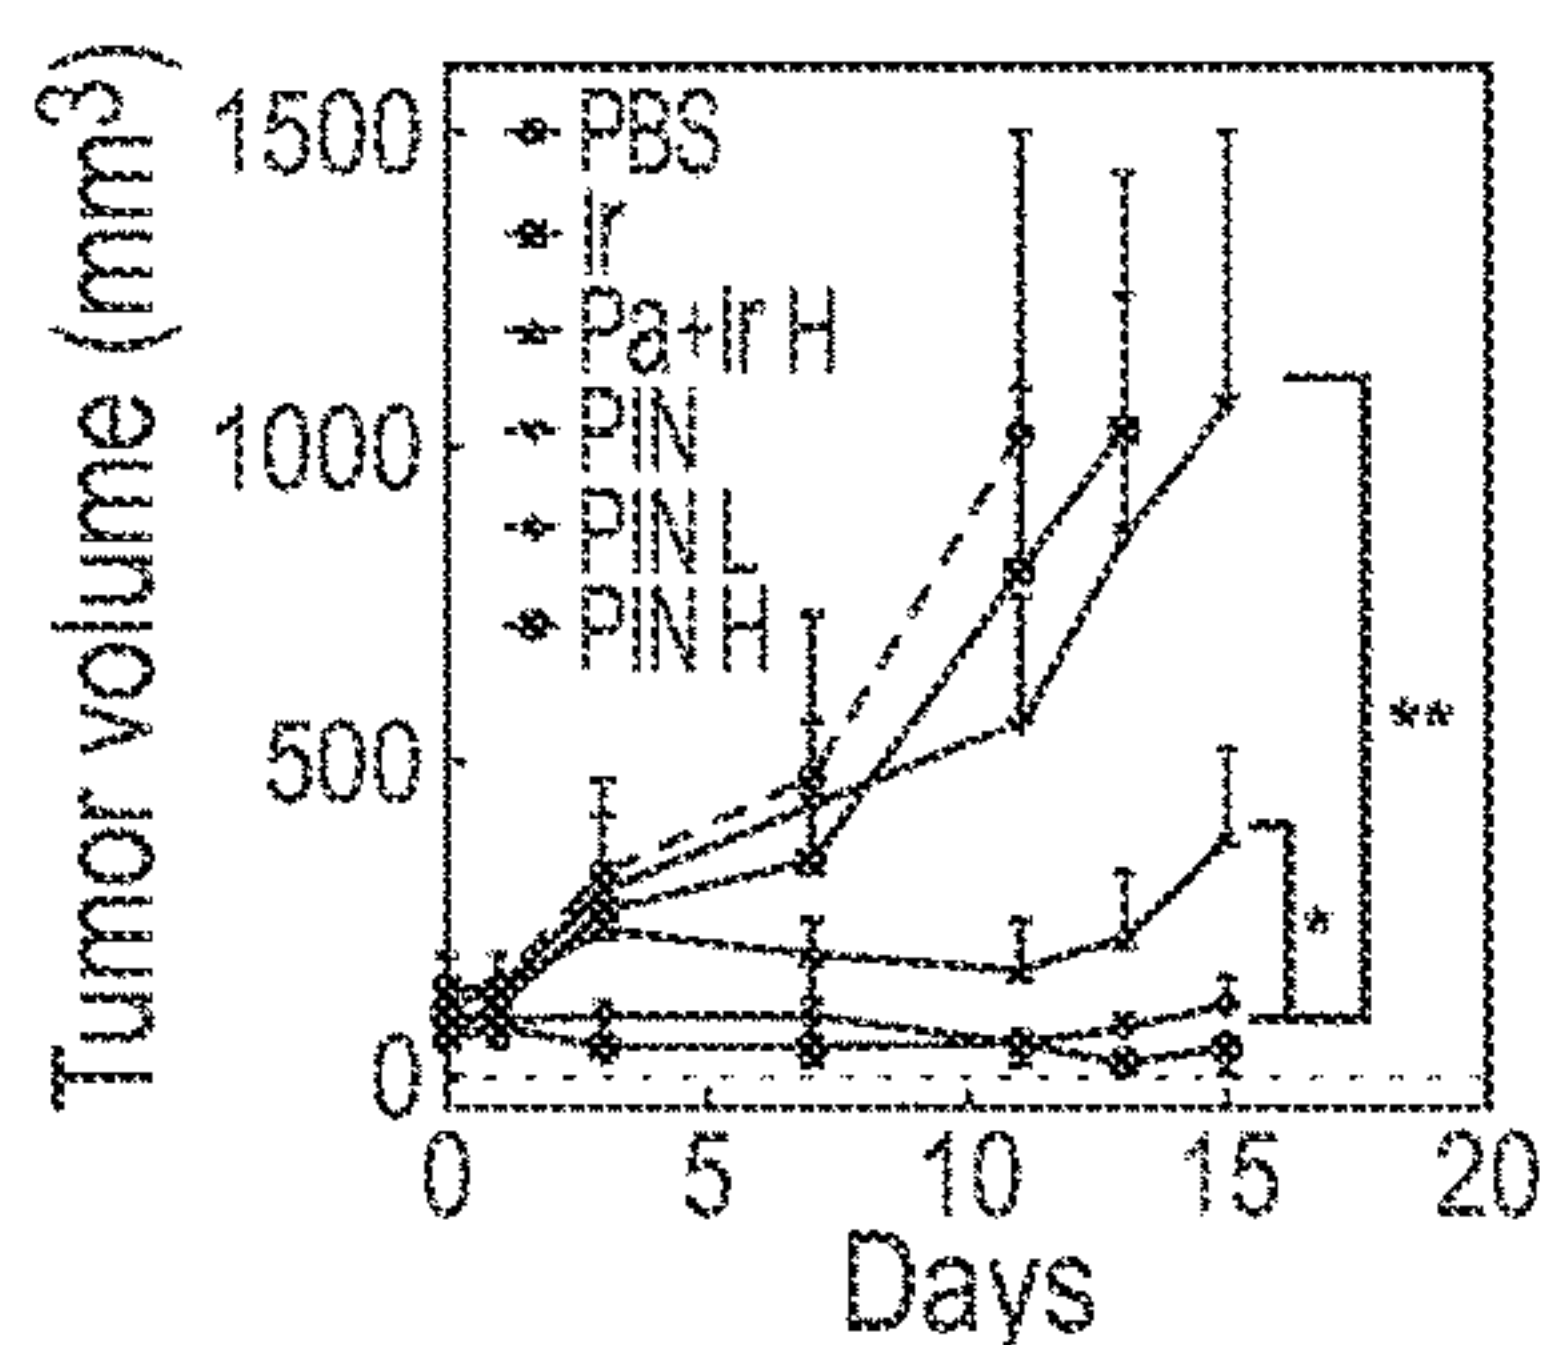 Tumor volume (mm³)
1500
1000
500
0
PBS
Ir
Pa+Ir H
PIN
PIN L
PIN H
**
*
0 5 10 15 20
Days